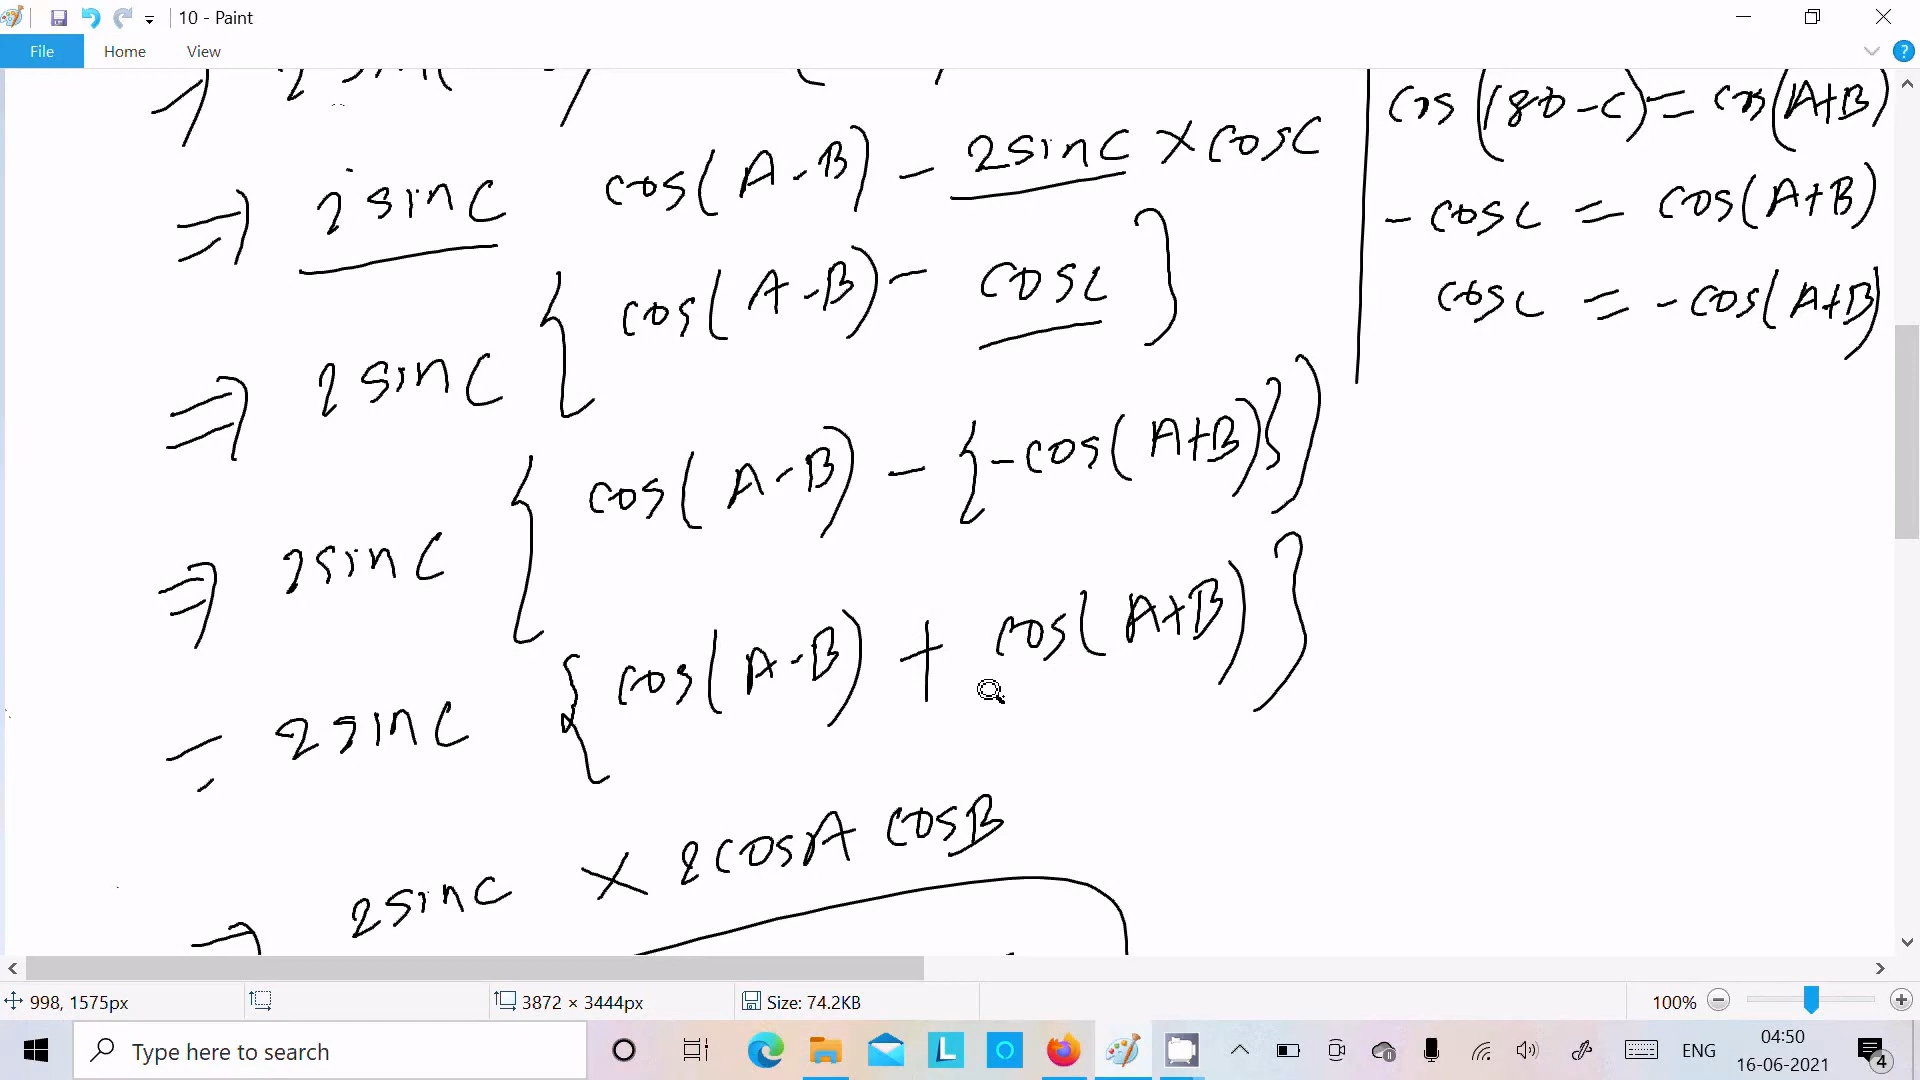 10 - Paint
File Home View
⇒ 2sinC cos(A-B) - 2sinC × cosC
⇒ 2sinC {cos(A-B) - cosC}
⇒ 2sinC {cos(A-B) - {-cos(A+B)}}
= 2sinC {cos(A-B) + cos(A+B)}
⇒ 2sinC × 2cosA cosB
cos(180-C) = cos(A+B)
-cosC = cos(A+B)
cosC = -cos(A+B)
998, 1575px 3872 × 3444px Size: 74.2KB 100%
Type here to search
ENG 04:50
16-06-2021
4